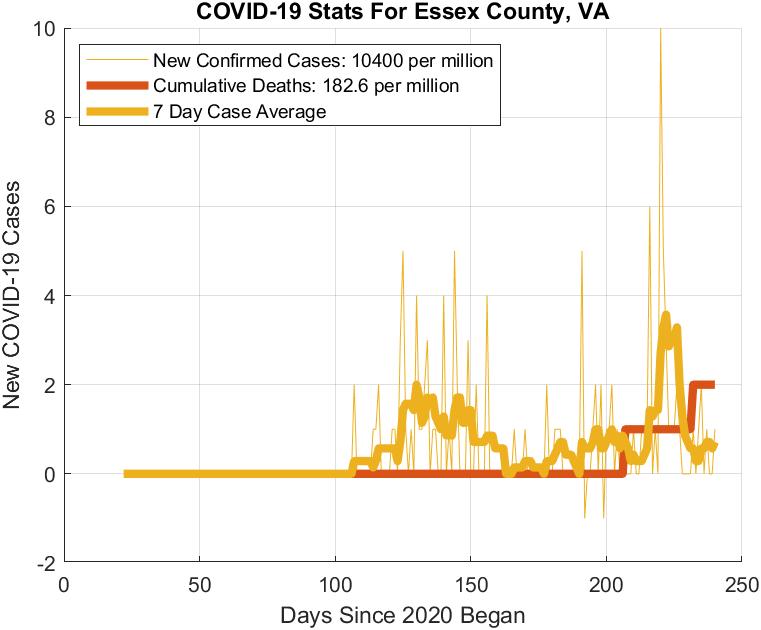 COVID-19 Stats For Essex County, VA
New Confirmed Cases: 10400 per million
Cumulative Deaths: 182.6 per million
7 Day Case Average
New COVID-19 Cases
10
8
6
4
2
0
-2
0 50 100 150 200 250
Days Since 2020 Began